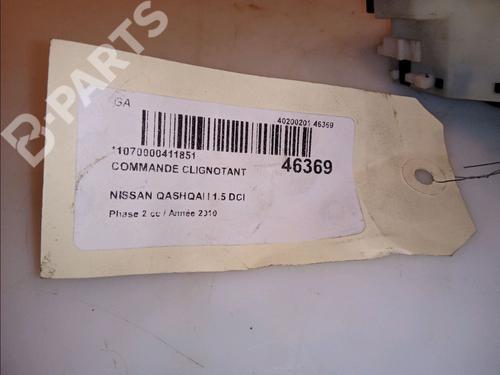 B-PARTS
GA
40200201 46369
*1070000411851
COMMANDE CLIGNOTANT
46369
NISSAN QASHQAI I 1.5 DCI
Phase 2 cc / Année 2010